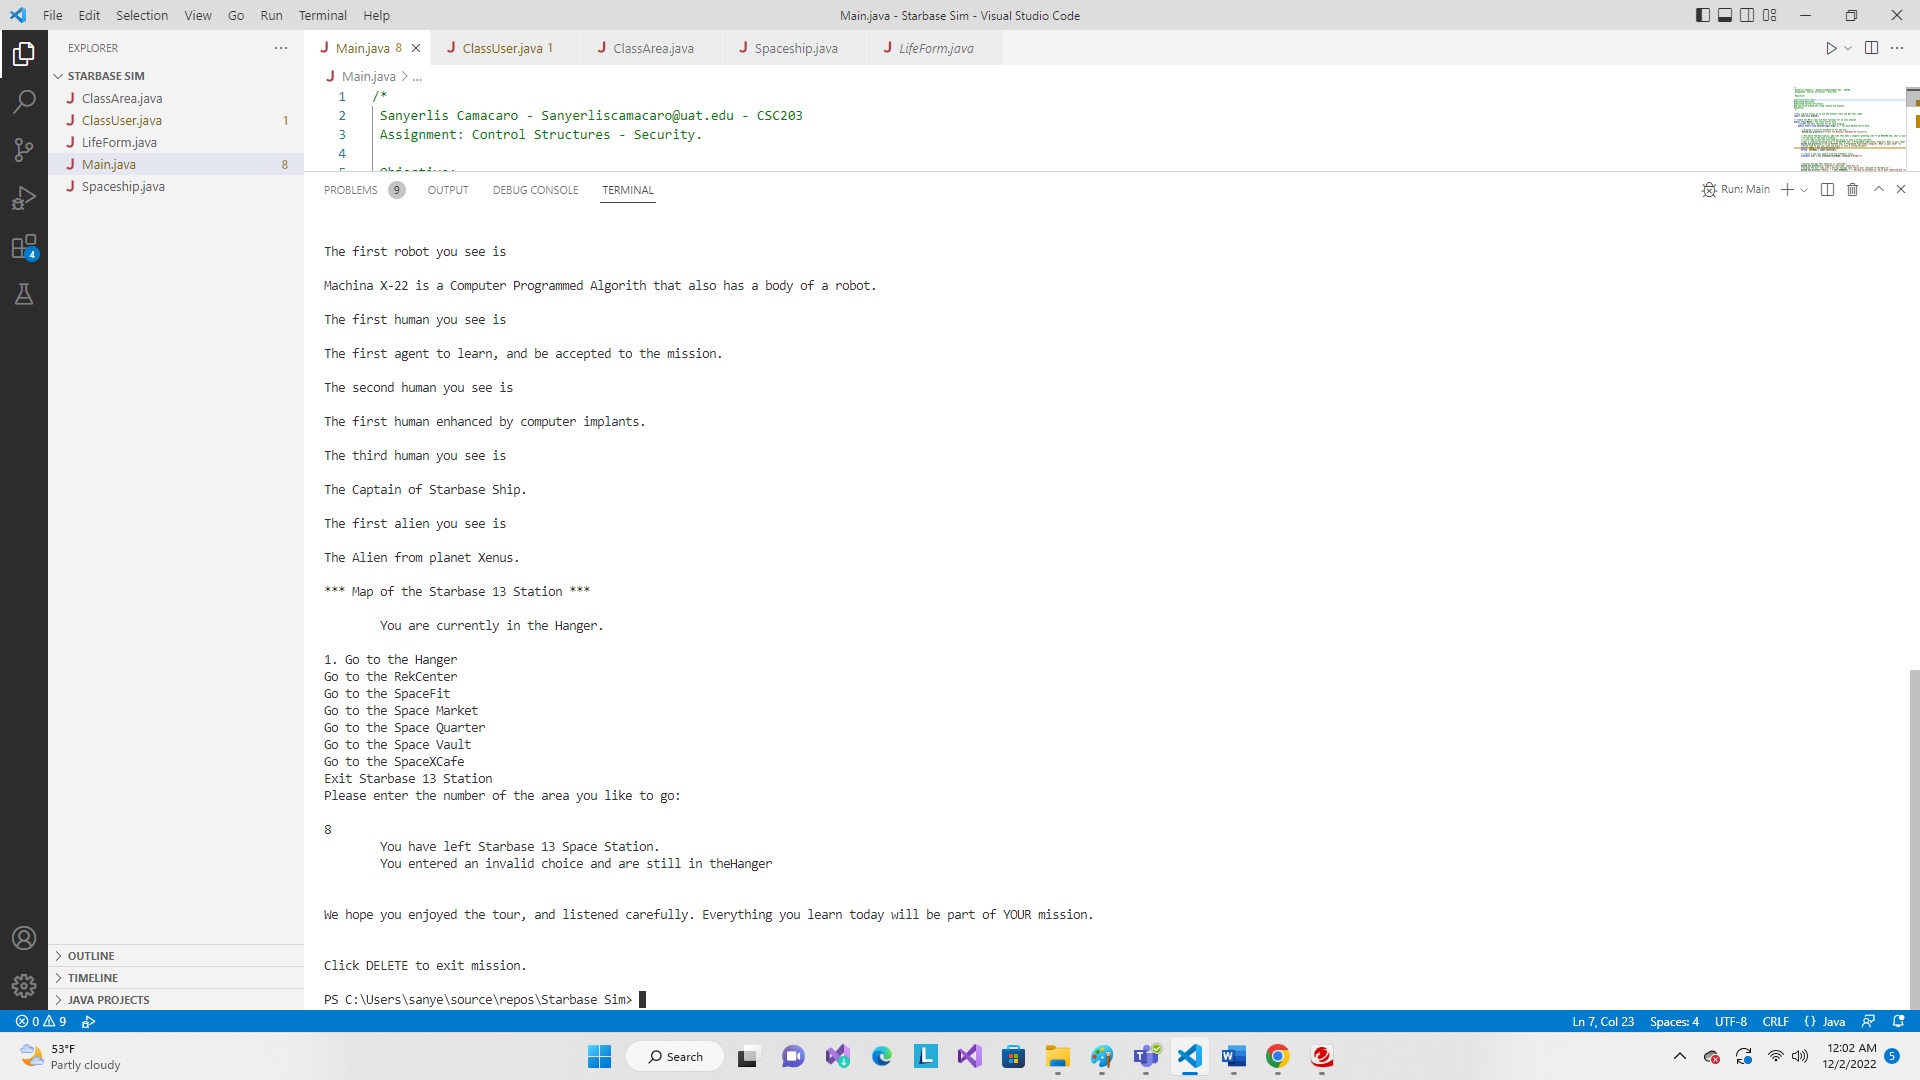 File Edit Selection View Go Run Terminal Help
Main.java - Starbase Sim - Visual Studio Code
EXPLORER
Main.java 8
ClassUser.java 1
ClassArea.java
Spaceship.java
LifeForm.java
STARBASE SIM
ClassArea.java
ClassUser.java 1
LifeForm.java
Main.java 8
Spaceship.java
Main.java > ...
1 /*
2 Sanyerlis Camacaro - Sanyerliscamacaro@uat.edu - CSC203
3 Assignment: Control Structures - Security.
4
PROBLEMS 9 OUTPUT DEBUG CONSOLE TERMINAL
Run: Main
The first robot you see is
Machina X-22 is a Computer Programmed Algorith that also has a body of a robot.
The first human you see is
The first agent to learn, and be accepted to the mission.
The second human you see is
The first human enhanced by computer implants.
The third human you see is
The Captain of Starbase Ship.
The first alien you see is
The Alien from planet Xenus.
*** Map of the Starbase 13 Station ***
You are currently in the Hanger.
1. Go to the Hanger
Go to the RekCenter
Go to the SpaceFit
Go to the Space Market
Go to the Space Quarter
Go to the Space Vault
Go to the SpaceXCafe
Exit Starbase 13 Station
Please enter the number of the area you like to go:
8
You have left Starbase 13 Space Station.
You entered an invalid choice and are still in theHanger
We hope you enjoyed the tour, and listened carefully. Everything you learn today will be part of YOUR mission.
Click DELETE to exit mission.
PS C:\Users\sanye\source\repos\Starbase Sim>
4
OUTLINE
TIMELINE
JAVA PROJECTS
0 9
Ln 7, Col 23 Spaces: 4 UTF-8 CRLF {} Java
53°F
Partly cloudy
Search
12:02 AM
12/2/2022
5